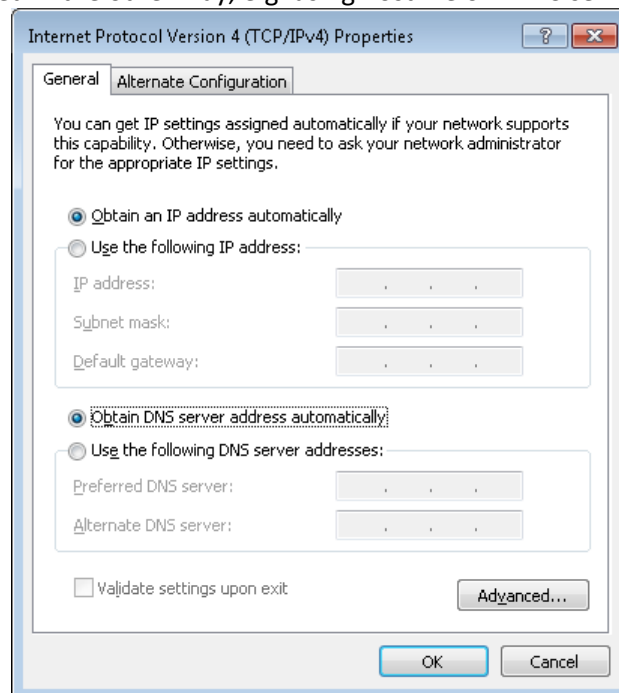 Internet Protocol Version 4 (TCP/IPv4) Properties
General
Alternate Configuration
You can get IP settings assigned automatically if your network supports
this capability. Otherwise, you need to ask your network administrator
for the appropriate IP settings.
Obtain an IP address automatically
Use the following IP address:
IP address:
Subnet mask:
Default gateway:
Obtain DNS server address automatically
Use the following DNS server addresses:
Preferred DNS server:
Alternate DNS server:
Validate settings upon exit
Advanced...
OK
Cancel